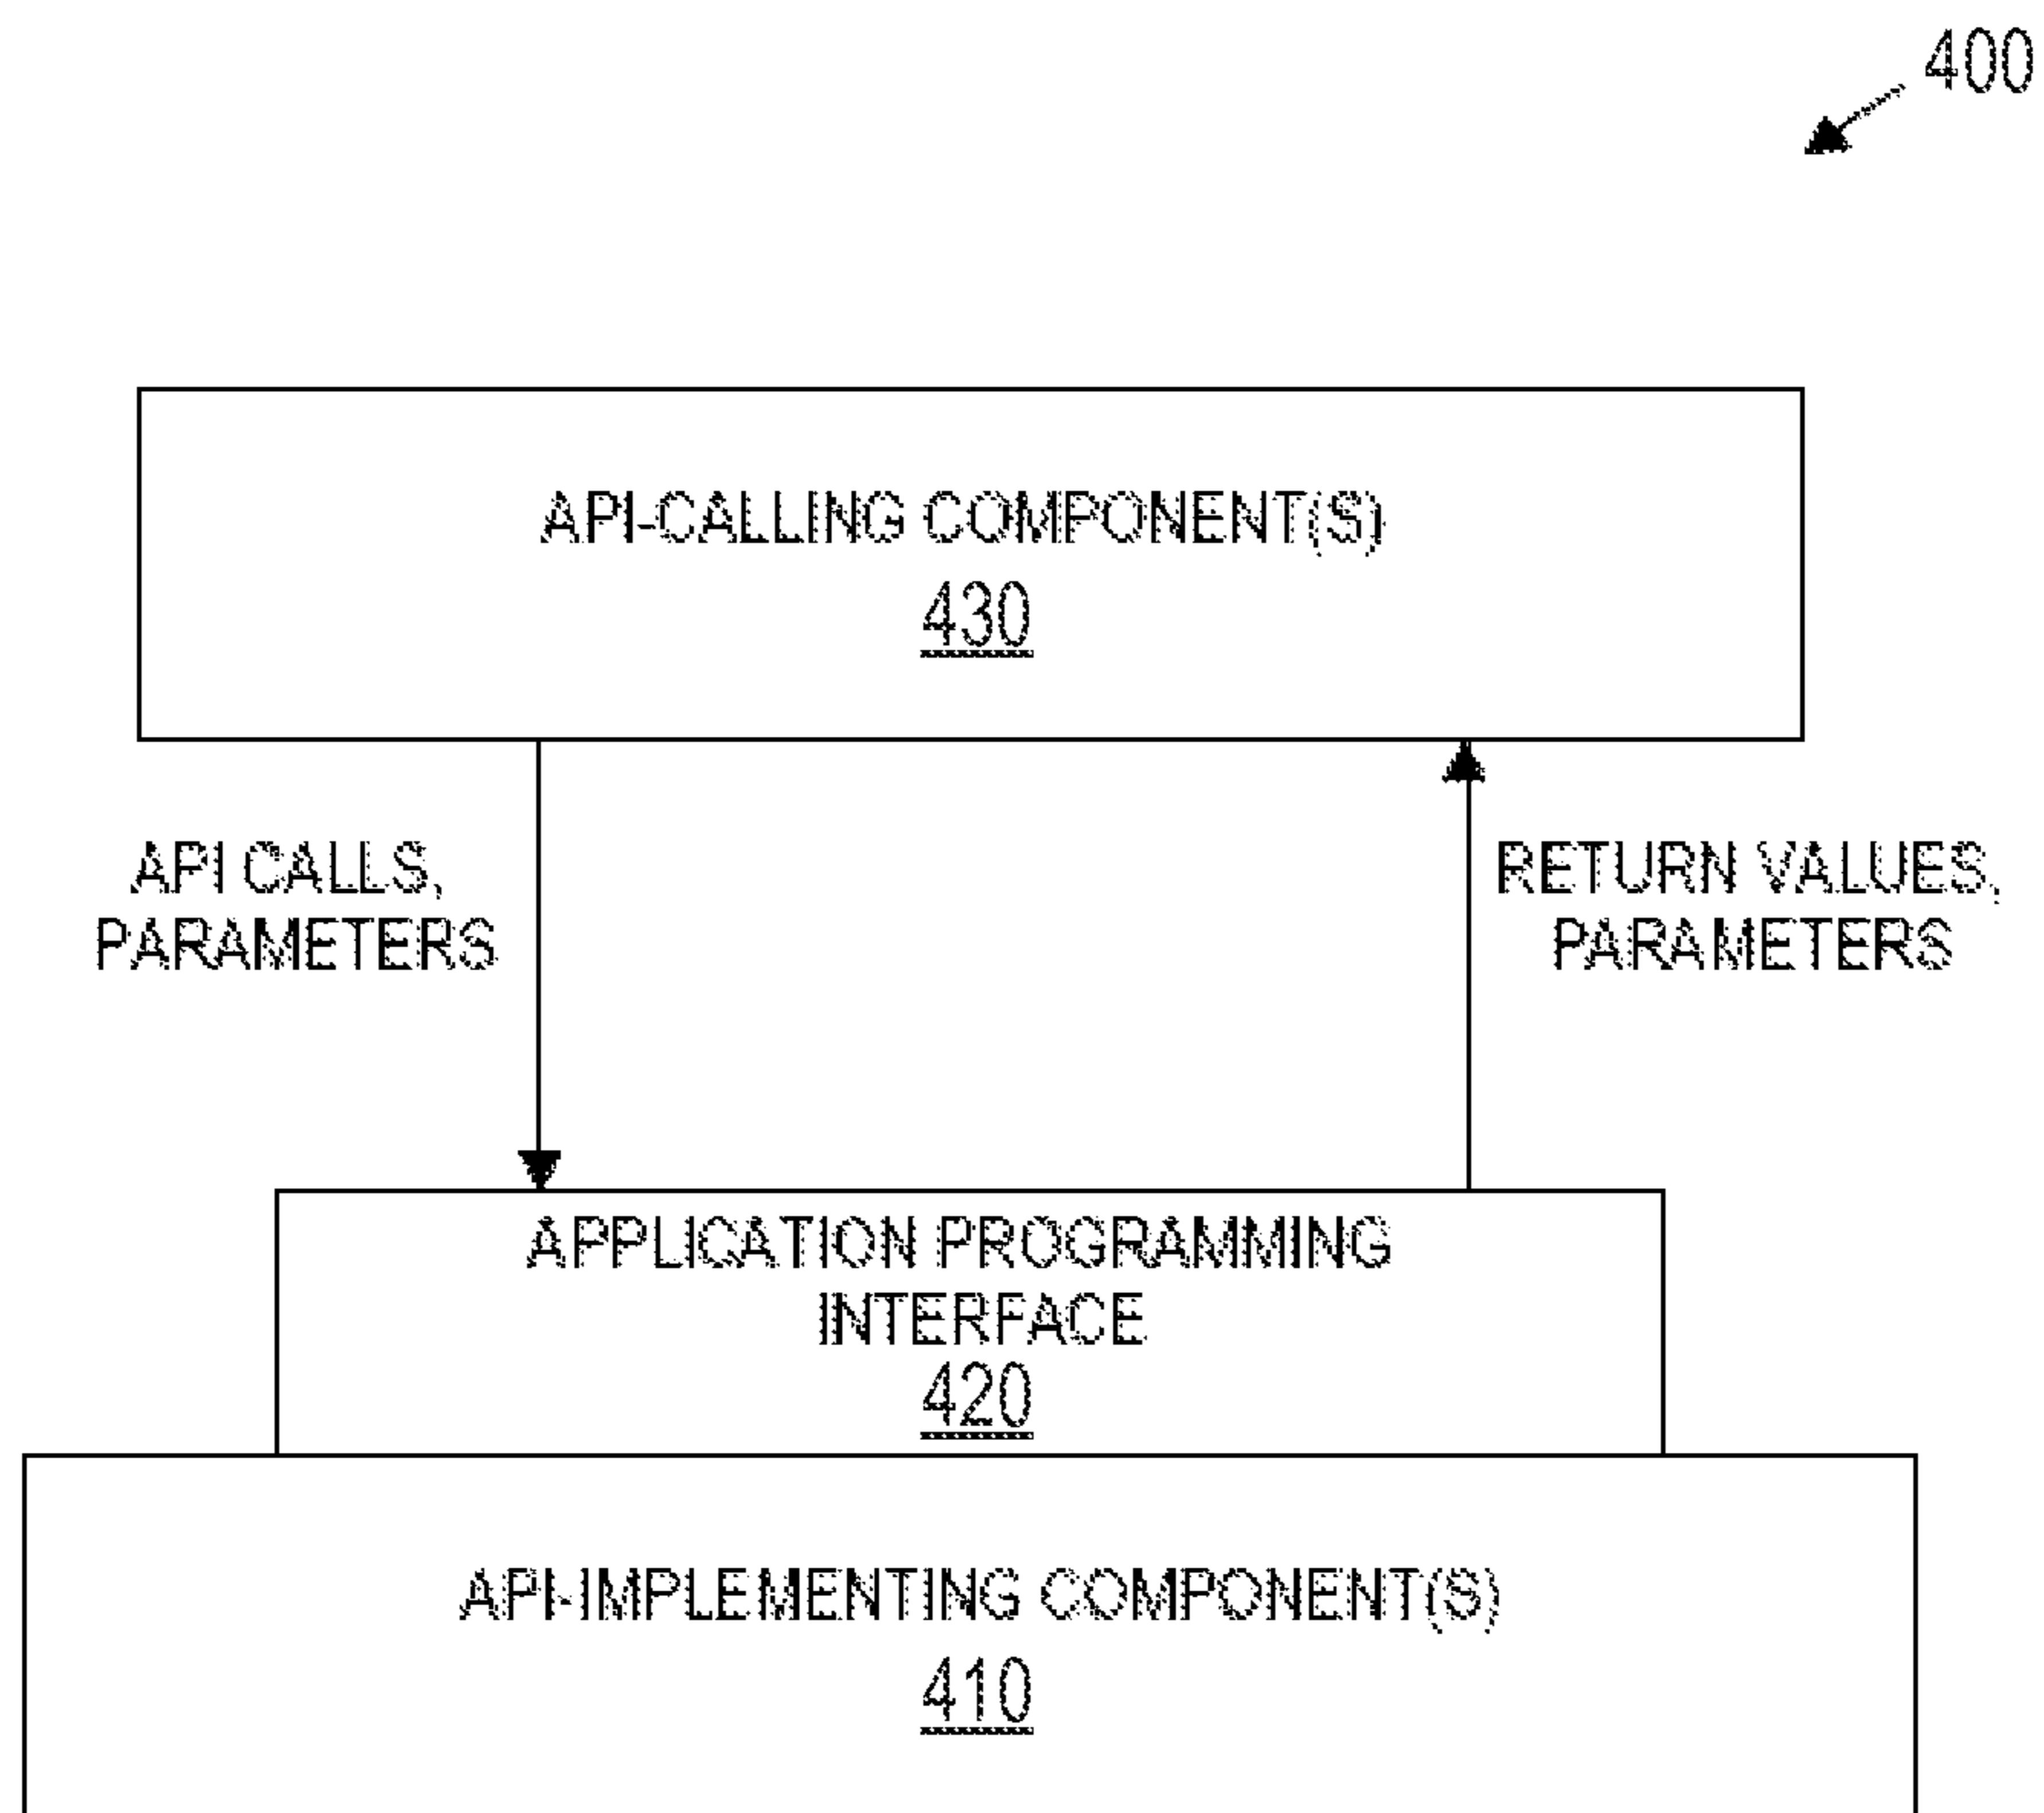 400
API-CALLING COMPONENT(S)
430
API CALLS,
PARAMETERS
RETURN VALUES,
PARAMETERS
APPLICATION PROGRAMMING
INTERFACE
420
API-IMPLEMENTING COMPONENT(S)
410